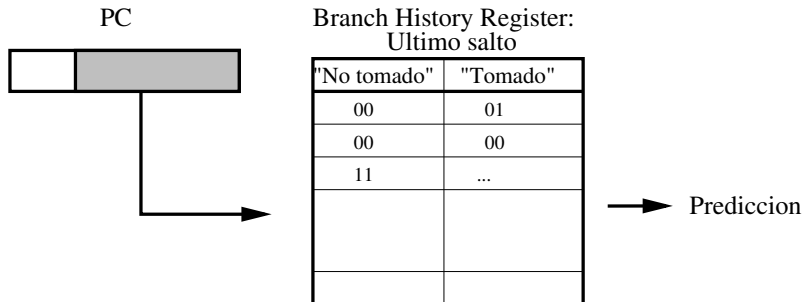 PC
Branch History Register:
Ultimo salto
"No tomado" "Tomado"
00 01
00 00
11 ...
Prediccion